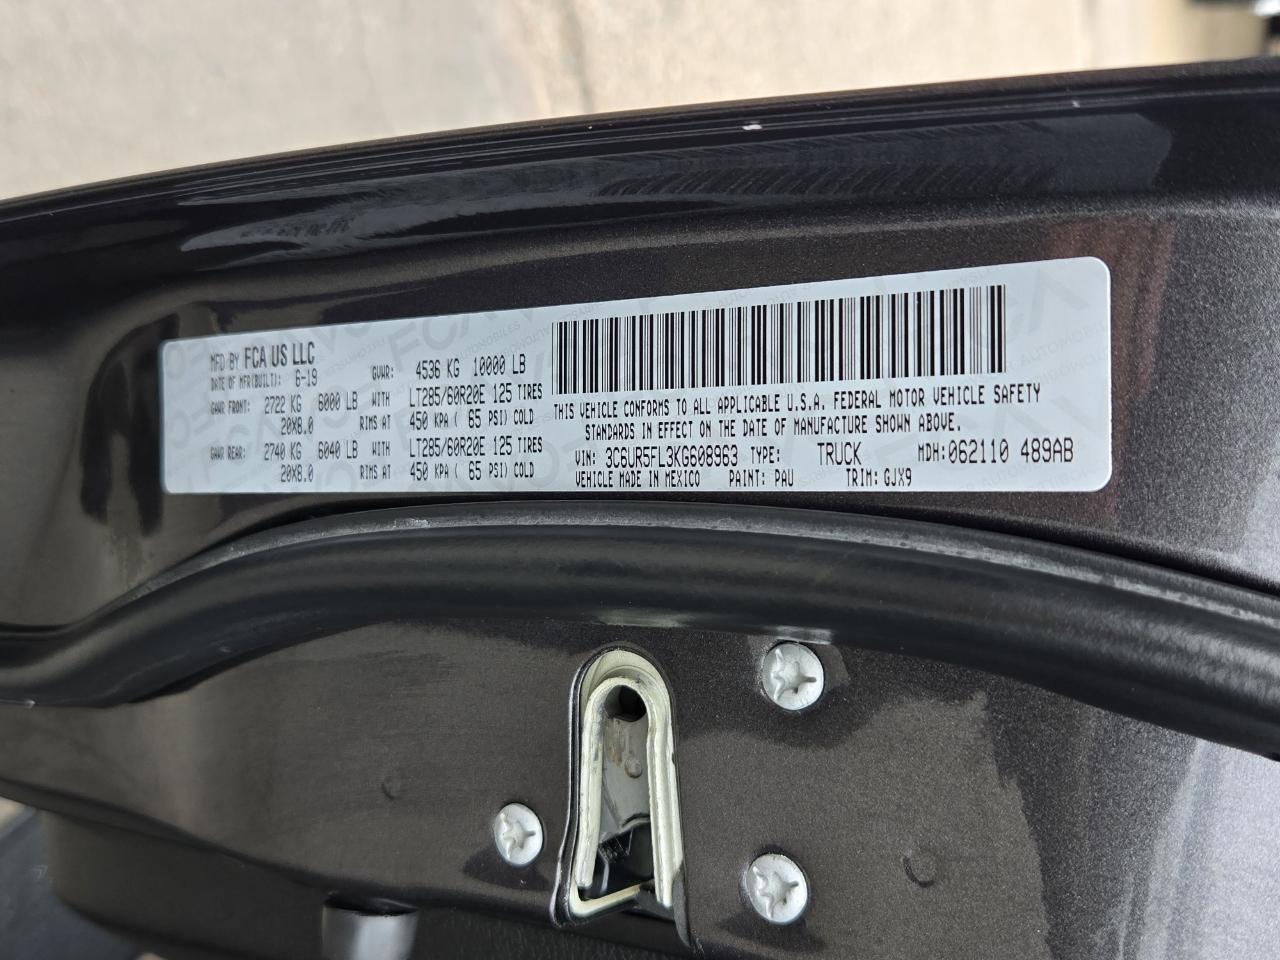 MFD BY FCA US LLC
DATE OF MFR(BUILT): 6-19 GVWR: 4536 KG 10000 LB
GAWR FRONT: 2722 KG 6000 LB WITH LT285/60R20E 125 TIRES
20X8.0 RIMS AT 450 KPA ( 65 PSI) COLD
GAWR REAR: 2740 KG 6040 LB WITH LT285/60R20E 125 TIRES
20X8.0 RIMS AT 450 KPA ( 65 PSI) COLD
THIS VEHICLE CONFORMS TO ALL APPLICABLE U.S.A. FEDERAL MOTOR VEHICLE SAFETY
STANDARDS IN EFFECT ON THE DATE OF MANUFACTURE SHOWN ABOVE.
VIN: 3C6UR5FL3KG608963 TYPE: TRUCK MDH: 062110 489AB
VEHICLE MADE IN MEXICO PAINT: PAU TRIM: GJX9